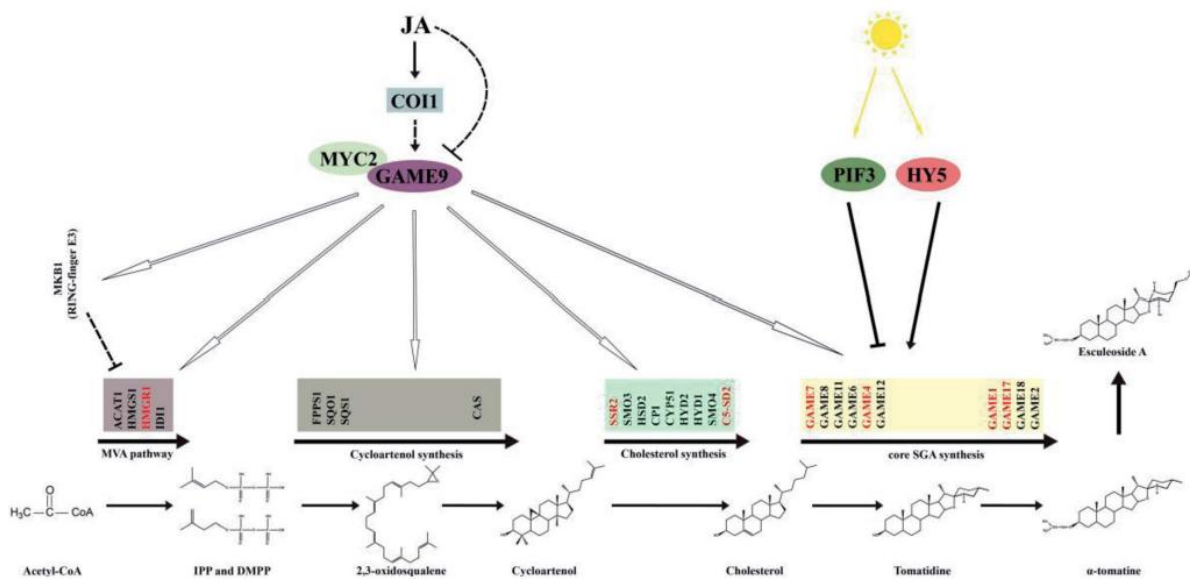 JA
COI1
MYC2
GAME9
PIF3
HY5
MKB1
(RING-finger E3)
Esculeoside A
ACAT1
HMGS1
HMGR1
IDI1
FPPS1
SQO1
SQS1
CAS
SSR2
SMO3
HSD2
CP1
CYP51
HYD2
HYD1
SMO4
C5-SD2
GAME7
GAME8
GAME11
GAME6
GAME4
GAME12
GAME1
GAME17
GAME18
GAME2
MVA pathway
Cycloartenol synthesis
Cholesterol synthesis
core SGA synthesis
O
H₃C—C—CoA
Acetyl-CoA
IPP and DMPP
2,3-oxidosqualene
Cycloartenol
Cholesterol
Tomatidine
α-tomatine